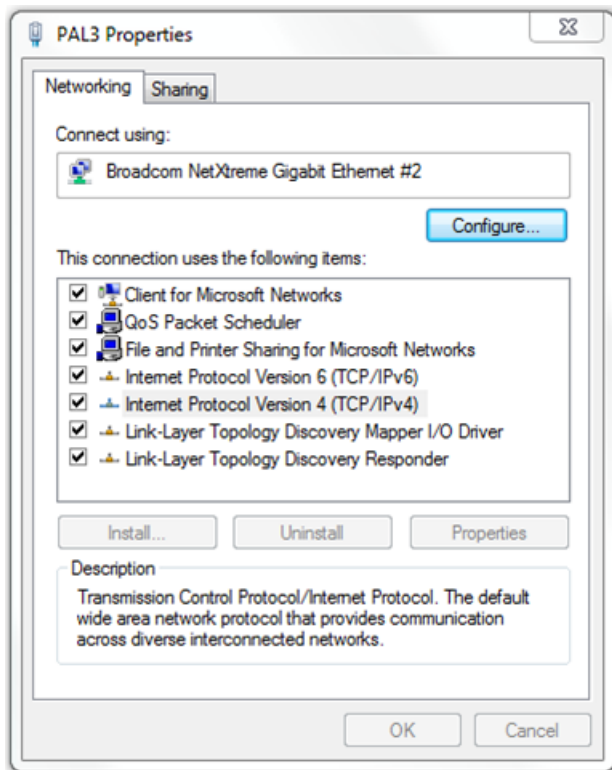 PAL3 Properties
Networking
Sharing
Connect using:
Broadcom NetXtreme Gigabit Ethernet #2
Configure...
This connection uses the following items:
Client for Microsoft Networks
QoS Packet Scheduler
File and Printer Sharing for Microsoft Networks
Internet Protocol Version 6 (TCP/IPv6)
Internet Protocol Version 4 (TCP/IPv4)
Link-Layer Topology Discovery Mapper I/O Driver
Link-Layer Topology Discovery Responder
Install...
Uninstall
Properties
Description
Transmission Control Protocol/Internet Protocol. The default
wide area network protocol that provides communication
across diverse interconnected networks.
OK
Cancel